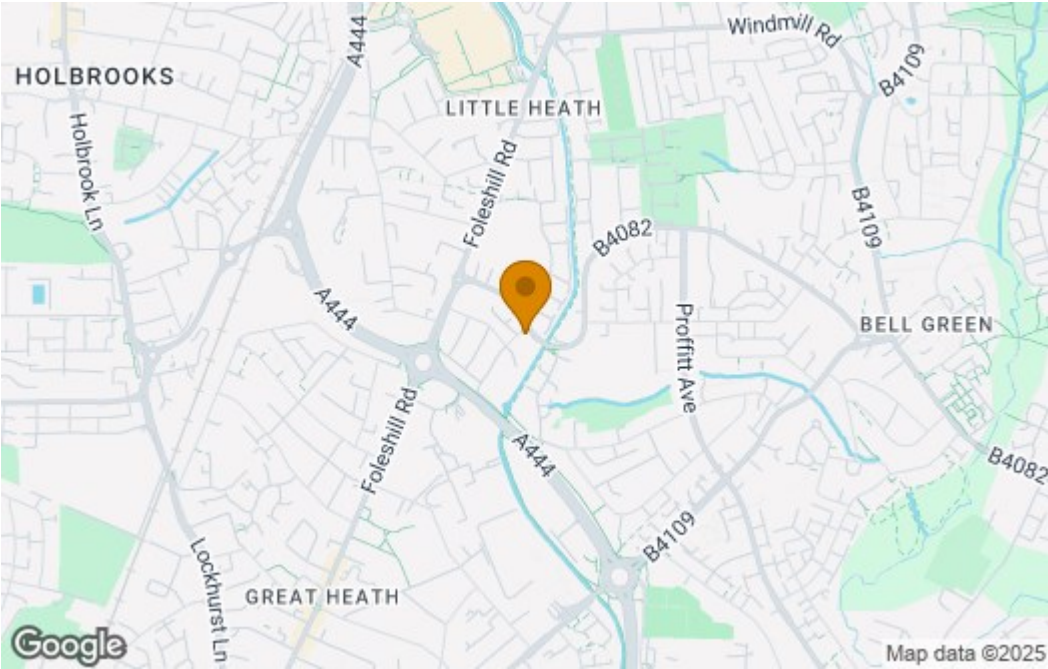 A444
Windmill Rd
B4109
HOLBROOKS
LITTLE HEATH
Holbrook Ln
Foleshill Rd
B4109
B4082
A444
Proffitt Ave
BELL GREEN
Foleshill Rd
A444
B4082
B4109
Lockhurst Ln
GREAT HEATH
Google
Map data ©2025